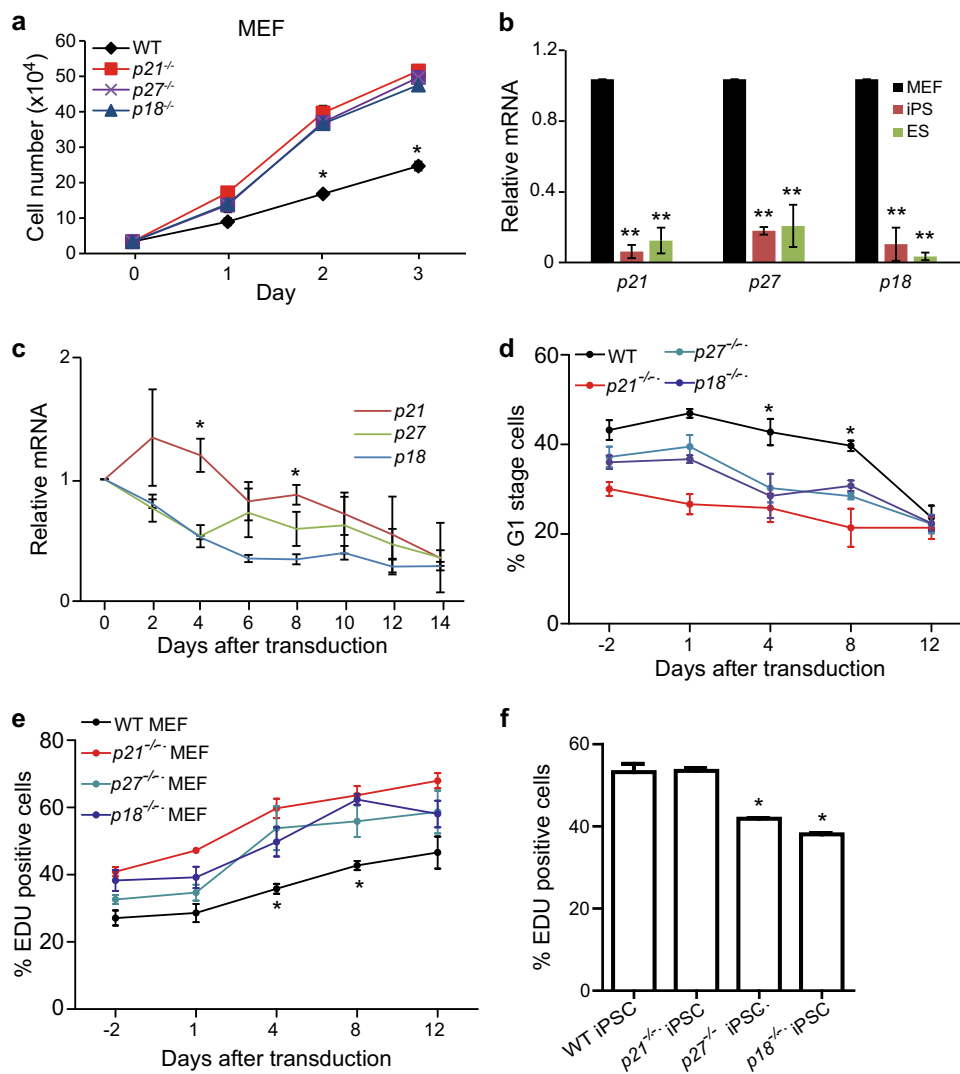 a
MEF
WT
p21-/-
p27-/-
p18-/-
Cell number (x10⁴)
60
50
40
30
20
10
0
*
*
0 1 2 3
Day
b
Relative mRNA
1.2
0.4
0
MEF
iPS
ES
** **
** **
** **
p21 p27 p18
c
Relative mRNA
2
1
0
*
*
p21
p27
p18
0 2 4 6 8 10 12 14
Days after transduction
d
WT
p27-/-.
p21-/-.
p18-/-.
% G1 stage cells
60
40
20
0
*
*
-2 1 4 8 12
Days after transduction
e
WT MEF
p21-/-. MEF
p27-/-. MEF
p18-/-. MEF
% EDU positive cells
80
60
40
20
0
*
*
-2 1 4 8 12
Days after transduction
f
% EDU positive cells
60
40
20
0
*
*
WT iPSC
p21-/-. iPSC
p27-/- iPSC.
p18-/-. iPSC